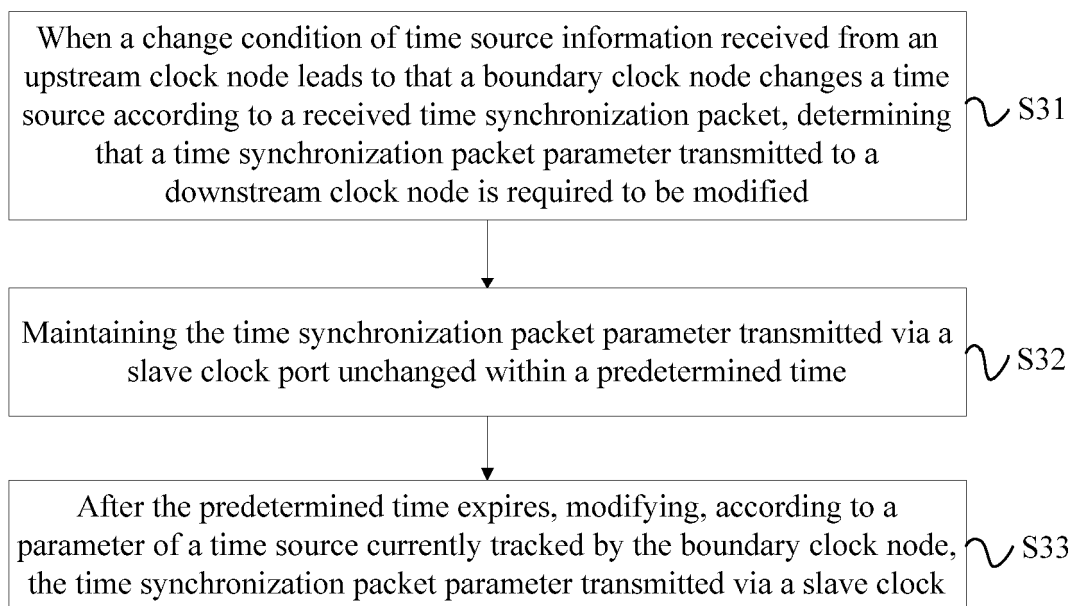 When a change condition of time source information received from an
upstream clock node leads to that a boundary clock node changes a time
source according to a received time synchronization packet, determining
that a time synchronization packet parameter transmitted to a
downstream clock node is required to be modified
S31
Maintaining the time synchronization packet parameter transmitted via a
slave clock port unchanged within a predetermined time
S32
After the predetermined time expires, modifying, according to a
parameter of a time source currently tracked by the boundary clock node,
the time synchronization packet parameter transmitted via a slave clock
S33